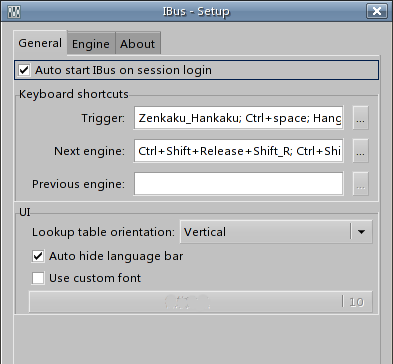 IBus - Setup
General Engine About
Auto start IBus on session login
Keyboard shortcuts
Trigger: Zenkaku_Hankaku; Ctrl+space; Hang ...
Next engine: Ctrl+Shift+Release+Shift_R; Ctrl+Shi ...
Previous engine: ...
UI
Lookup table orientation: Vertical
Auto hide language bar
Use custom font
10